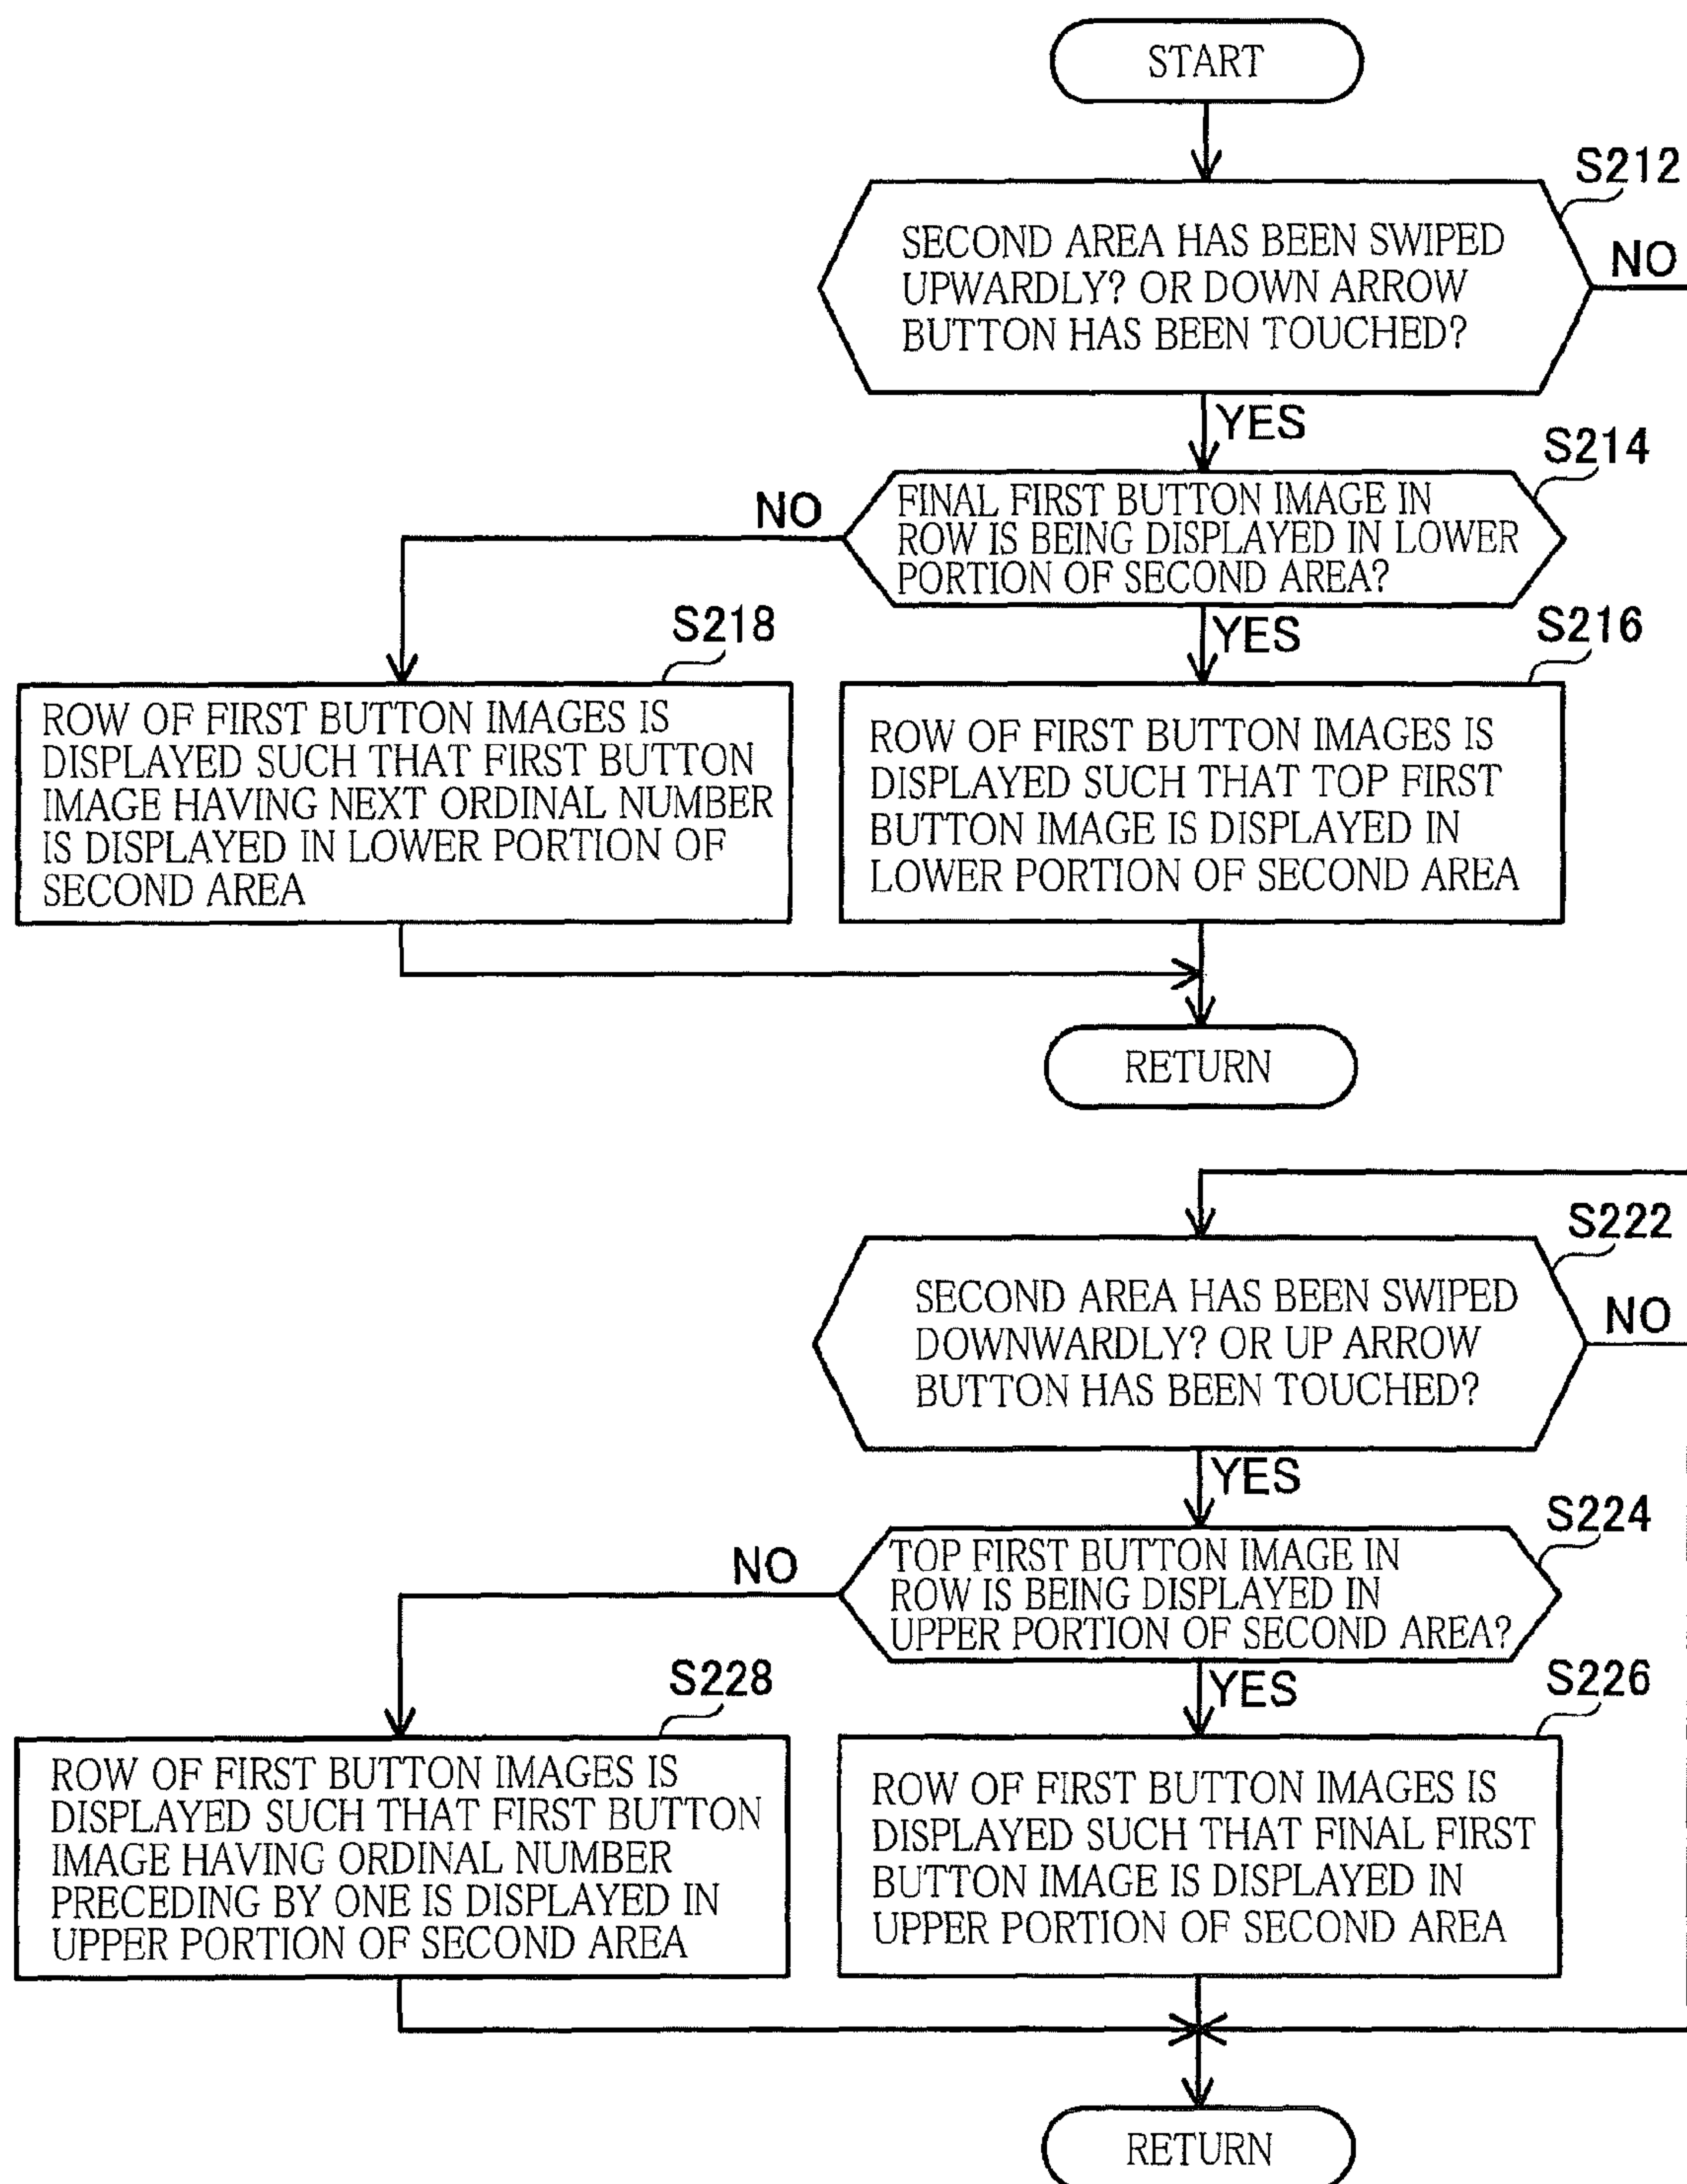 START
S212
SECOND AREA HAS BEEN SWIPED
UPWARDLY? OR DOWN ARROW
BUTTON HAS BEEN TOUCHED?
NO
YES
S214
FINAL FIRST BUTTON IMAGE IN
ROW IS BEING DISPLAYED IN LOWER
PORTION OF SECOND AREA?
NO
YES
S218
ROW OF FIRST BUTTON IMAGES IS
DISPLAYED SUCH THAT FIRST BUTTON
IMAGE HAVING NEXT ORDINAL NUMBER
IS DISPLAYED IN LOWER PORTION OF
SECOND AREA
S216
ROW OF FIRST BUTTON IMAGES IS
DISPLAYED SUCH THAT TOP FIRST
BUTTON IMAGE IS DISPLAYED IN
LOWER PORTION OF SECOND AREA
RETURN
S222
SECOND AREA HAS BEEN SWIPED
DOWNWARDLY? OR UP ARROW
BUTTON HAS BEEN TOUCHED?
NO
YES
S224
TOP FIRST BUTTON IMAGE IN
ROW IS BEING DISPLAYED IN
UPPER PORTION OF SECOND AREA?
NO
YES
S228
ROW OF FIRST BUTTON IMAGES IS
DISPLAYED SUCH THAT FIRST BUTTON
IMAGE HAVING ORDINAL NUMBER
PRECEDING BY ONE IS DISPLAYED IN
UPPER PORTION OF SECOND AREA
S226
ROW OF FIRST BUTTON IMAGES IS
DISPLAYED SUCH THAT FINAL FIRST
BUTTON IMAGE IS DISPLAYED IN
UPPER PORTION OF SECOND AREA
RETURN